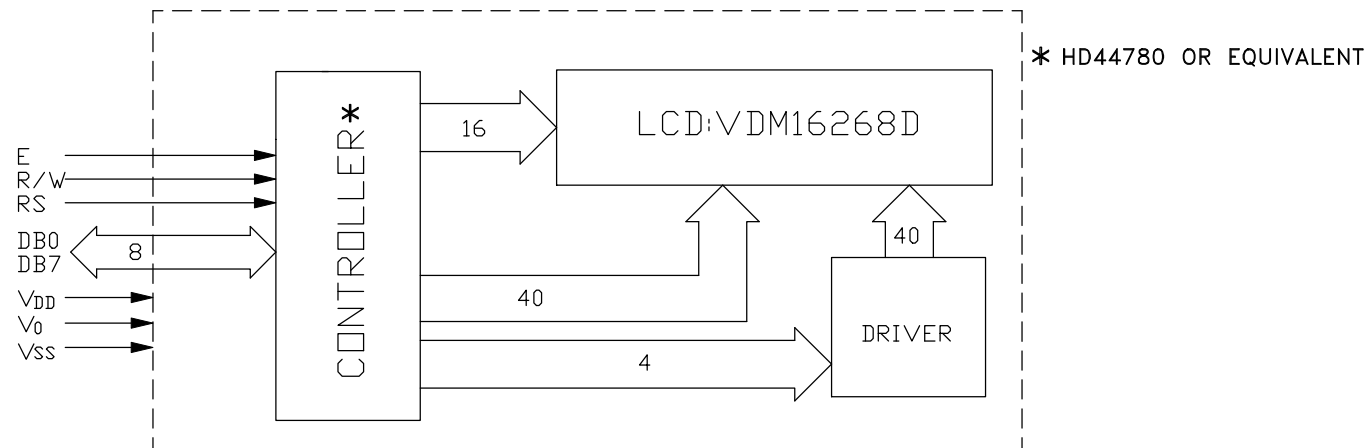 * HD44780 OR EQUIVALENT
CONTROLLER*
16
LCD:VDM16268D
E
R/W
RS
DB0
DB7
8
40
40
DRIVER
4
VDD
V0
VSS